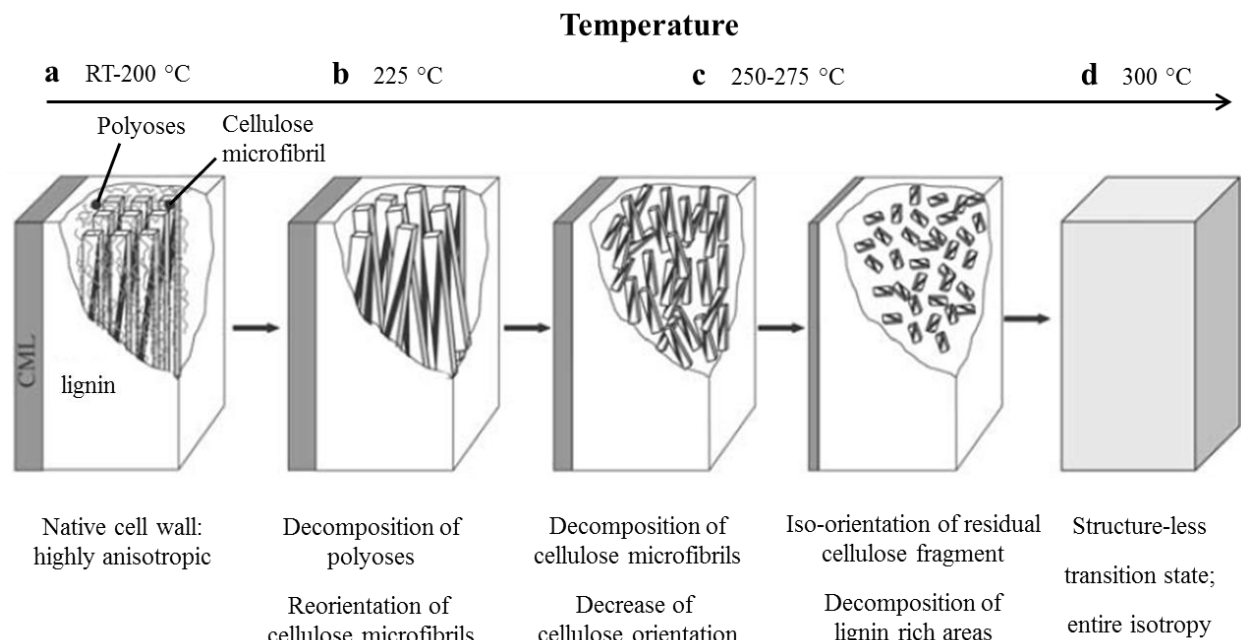 Temperature
a RT-200 °C
b 225 °C
c 250-275 °C
d 300 °C
Polyoses
Cellulose
microfibril
CML
lignin
Native cell wall:
highly anisotropic
Decomposition of
polyoses
Reorientation of
cellulose microfibrils
Decomposition of
cellulose microfibrils
Decrease of
cellulose orientation
Iso-orientation of residual
cellulose fragment
Decomposition of
lignin rich areas
Structure-less
transition state;
entire isotropy